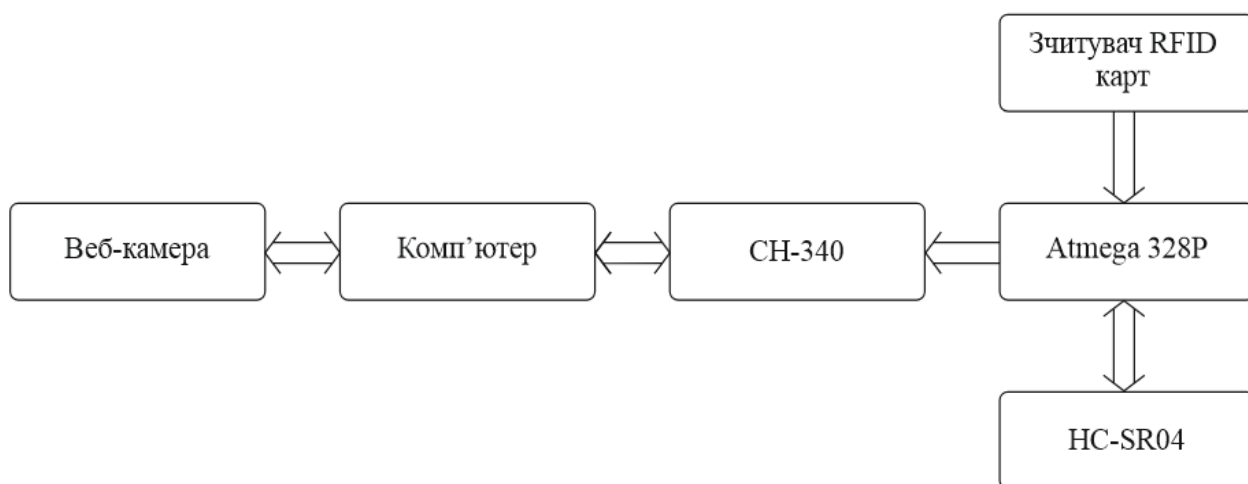 Зчитувач RFID
карт
Веб-камера
Комп’ютер
CH-340
Atmega 328P
HC-SR04